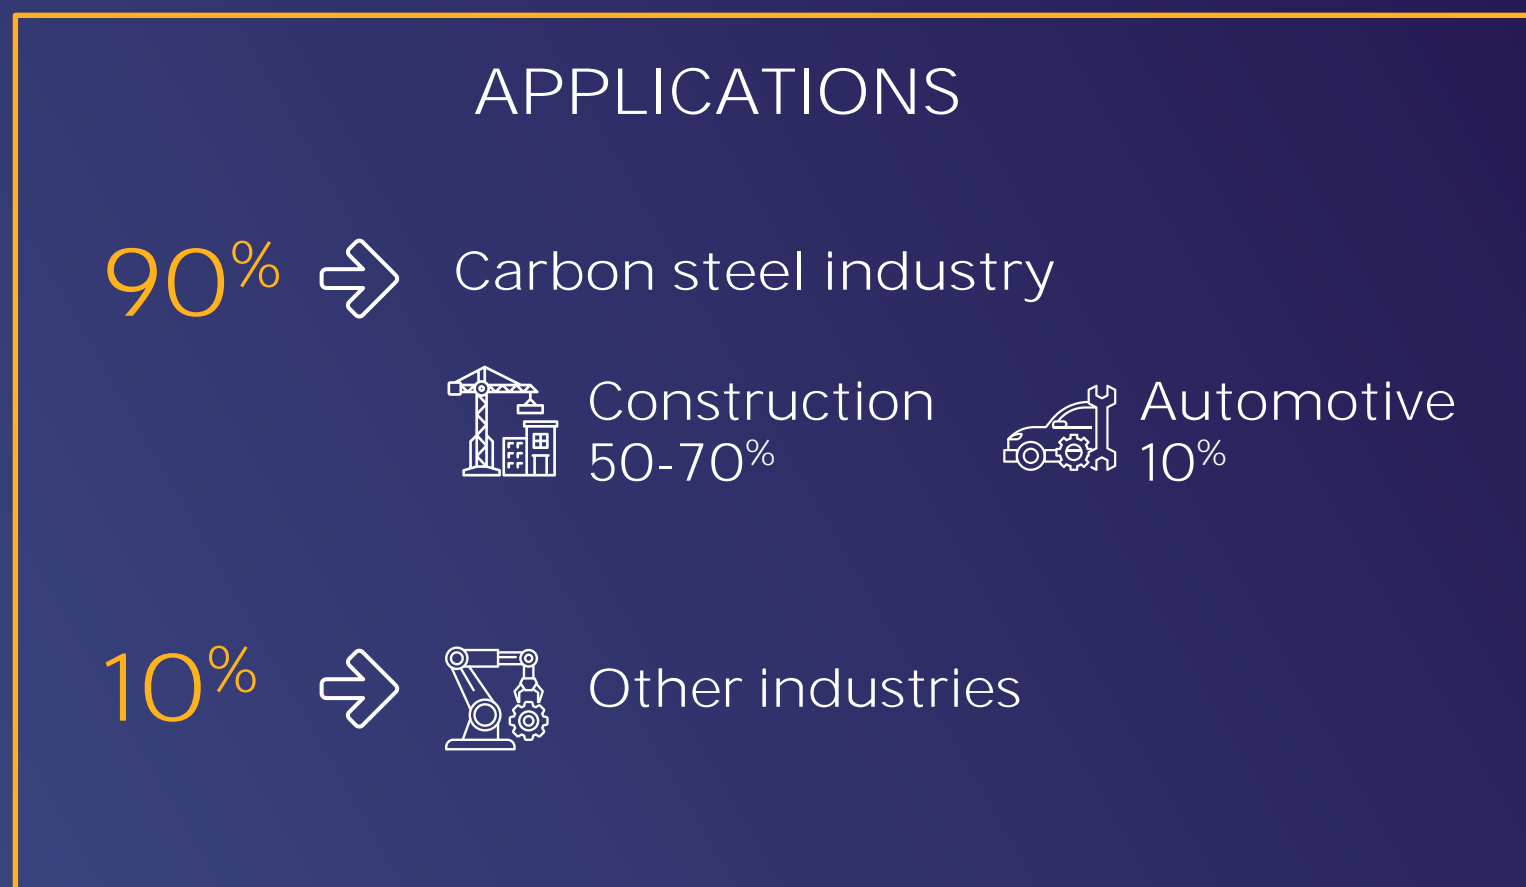 APPLICATIONS
90% Carbon steel industry
Construction
50-70%
Automotive
10%
10% Other industries